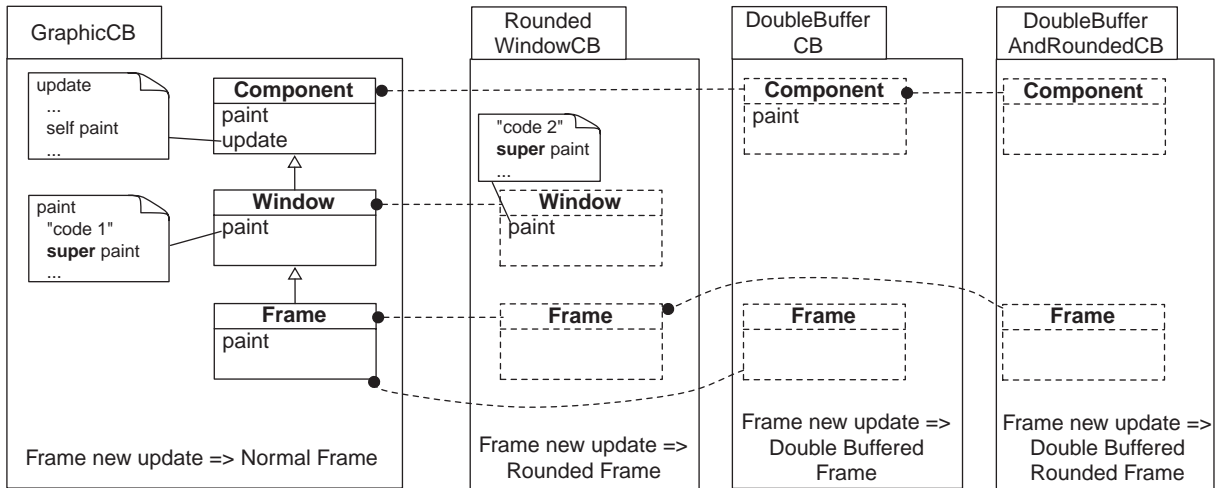 GraphicCB
update
...
self paint
...
Component
paint
update
paint
"code 1"
super paint
...
Window
paint
Frame
paint
Frame new update => Normal Frame
Rounded
WindowCB
"code 2"
super paint
...
Window
paint
Frame
Frame new update =>
Rounded Frame
DoubleBuffer
CB
Component
paint
Frame
Frame new update =>
Double Buffered
Frame
DoubleBuffer
AndRoundedCB
Component
Frame
Frame new update =>
Double Buffered
Rounded Frame